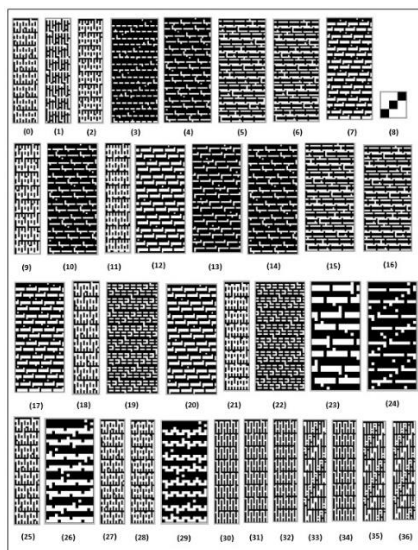 (0) (1) (2) (3) (4) (5) (6) (7) (8)
(9) (10) (11) (12) (13) (14) (15) (16)
(17) (18) (19) (20) (21) (22) (23) (24)
(25) (26) (27) (28) (29) (30) (31) (32) (33) (34) (35) (36)